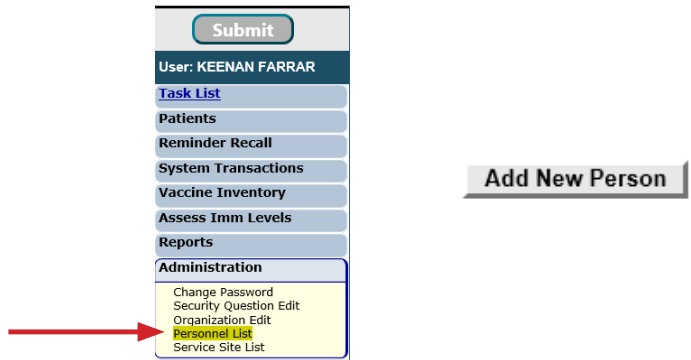 Submit
User: KEENAN FARRAR
Task List
Patients
Reminder Recall
System Transactions
Vaccine Inventory
Assess Imm Levels
Reports
Administration
Change Password
Security Question Edit
Organization Edit
Personnel List
Service Site List
Add New Person